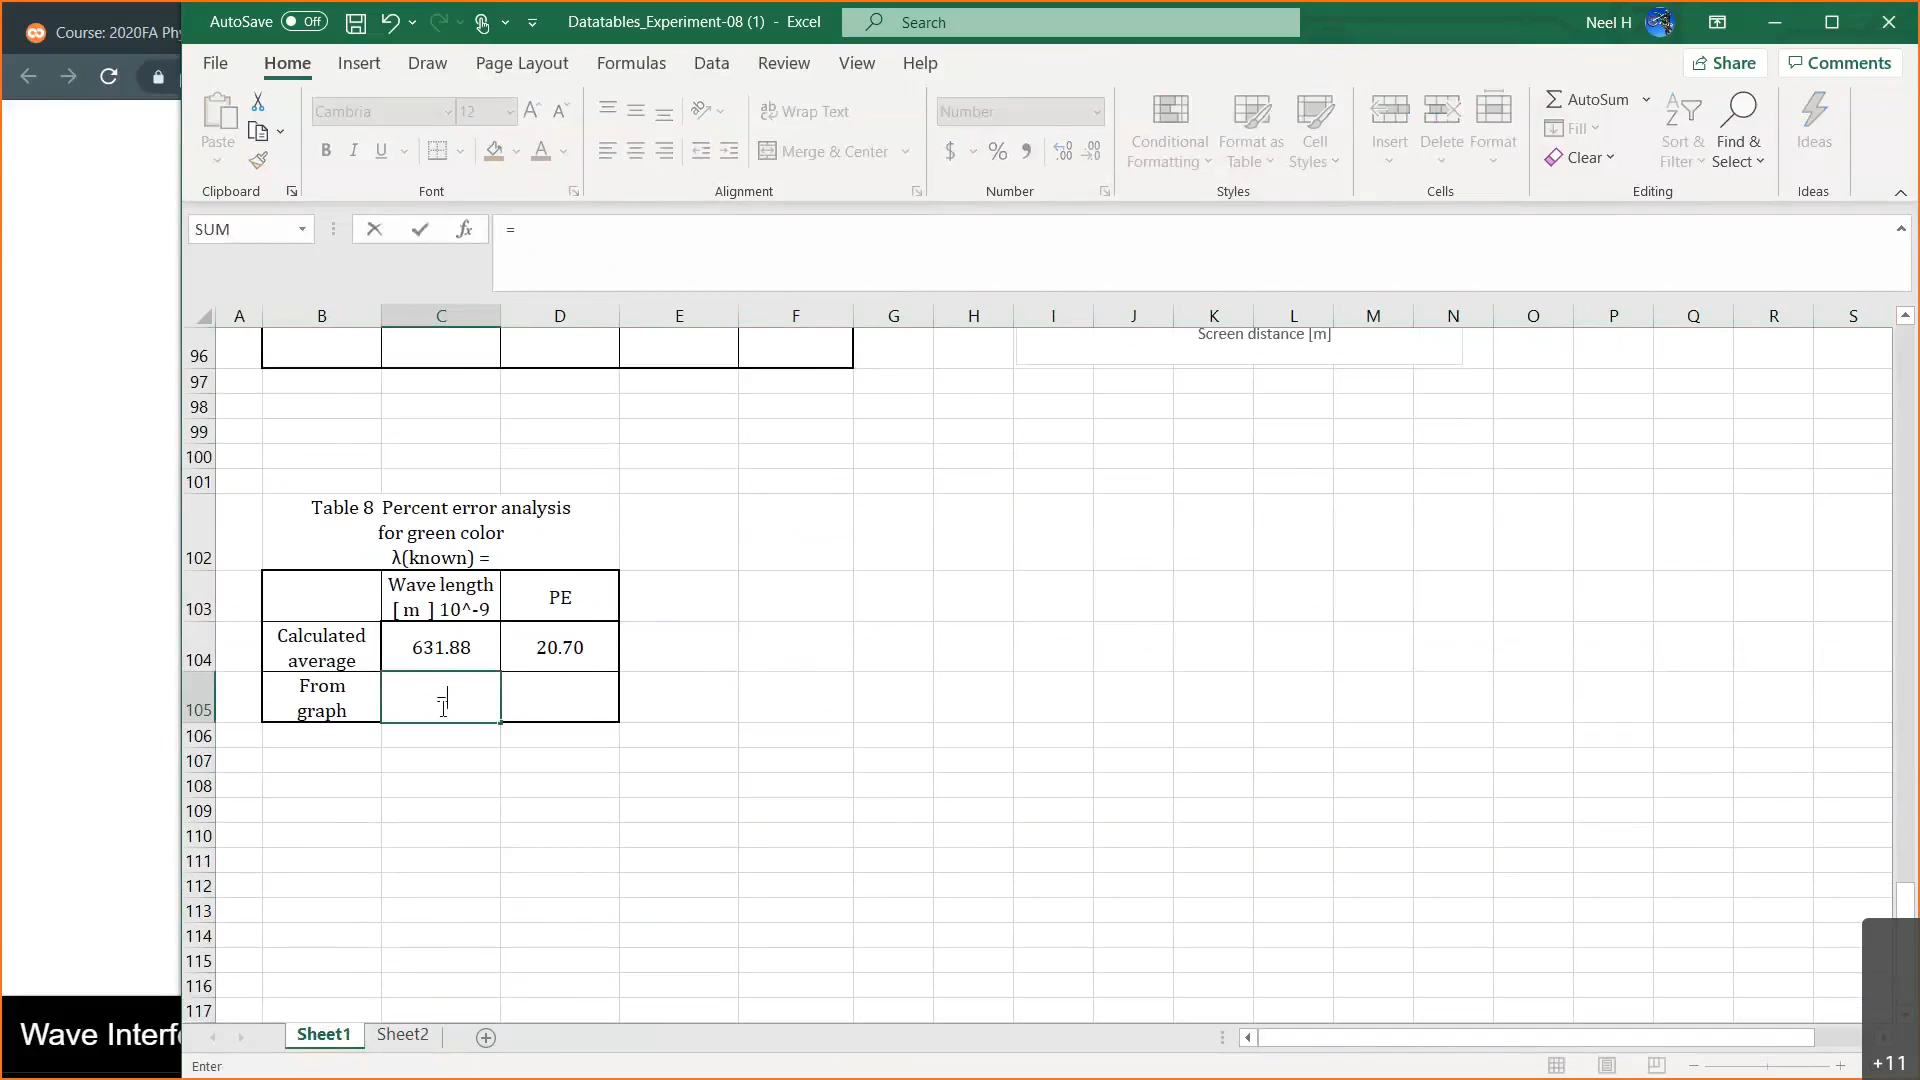 Course: 2020FA Phy
AutoSave Off
Datatables_Experiment-08 (1) - Excel
Search
Neel H
File Home Insert Draw Page Layout Formulas Data Review View Help
Share
Comments
Paste
Clipboard
Cambria 12
B I U
Font
Wrap Text
Merge & Center
Alignment
Number
$ %
Number
Conditional
Formatting
Format as
Table
Cell
Styles
Styles
Insert
Delete
Format
Cells
AutoSum
Fill
Clear
Sort &
Filter
Find &
Select
Editing
Ideas
Ideas
SUM
fx
=
A B C D E F G H I J K L M N O P Q R S
Screen distance [m]
96
97
98
99
100
101
102
Table 8 Percent error analysis
for green color
λ(known) =
103
Wave length
[ m ] 10^-9
PE
104
Calculated
average
631.88
20.70
105
From
graph
=
106
107
108
109
110
111
112
113
114
115
116
117
Wave Interfe
Sheet1 Sheet2
Enter
+11